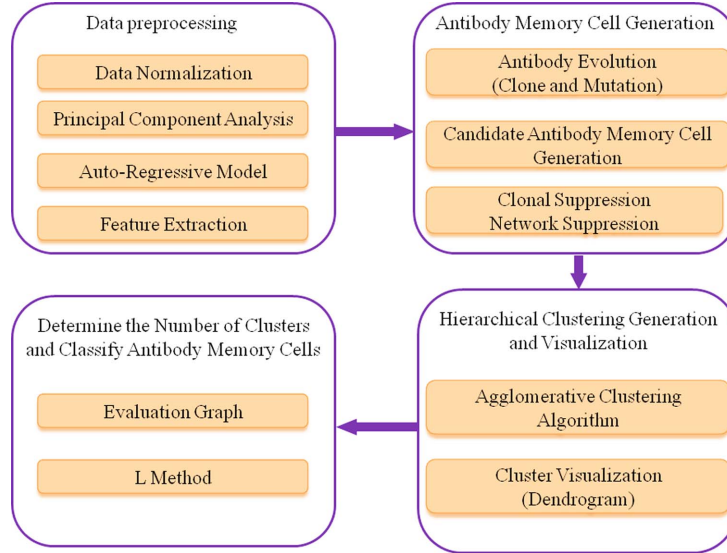 Data preprocessing
Data Normalization
Principal Component Analysis
Auto-Regressive Model
Feature Extraction
Antibody Memory Cell Generation
Antibody Evolution
(Clone and Mutation)
Candidate Antibody Memory Cell
Generation
Clonal Suppression
Network Suppression
Hierarchical Clustering Generation
and Visualization
Agglomerative Clustering
Algorithm
Cluster Visualization
(Dendrogram)
Determine the Number of Clusters
and Classify Antibody Memory Cells
Evaluation Graph
L Method